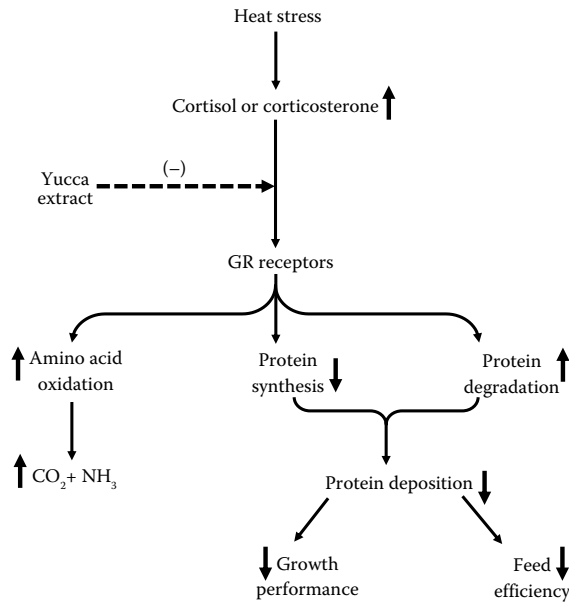 Heat stress
Cortisol or corticosterone
(–)
Yucca
extract
GR receptors
Amino acid
oxidation
Protein
synthesis
Protein
degradation
CO₂+ NH₃
Protein deposition
Growth
performance
Feed
efficiency